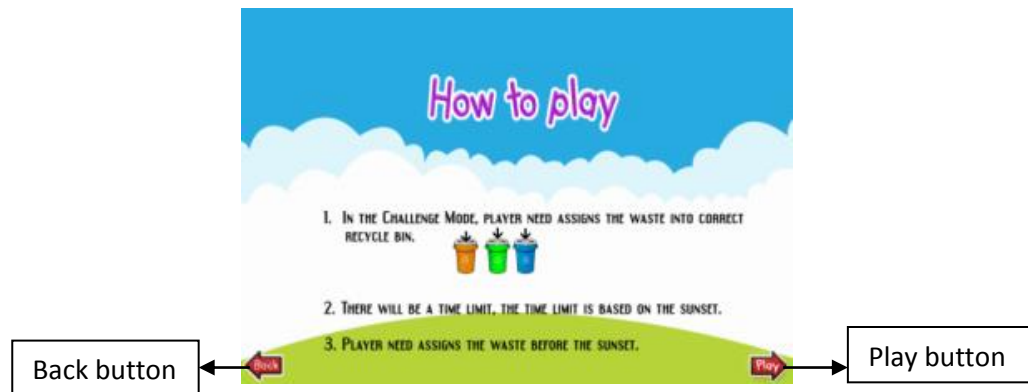 How to play
1. In the Challenge Mode, player need assigns the waste into correct
recycle bin.
2. There will be a time limit, the time limit is based on the sunset.
3. Player need assigns the waste before the sunset.
Back button
Back
Play
Play button